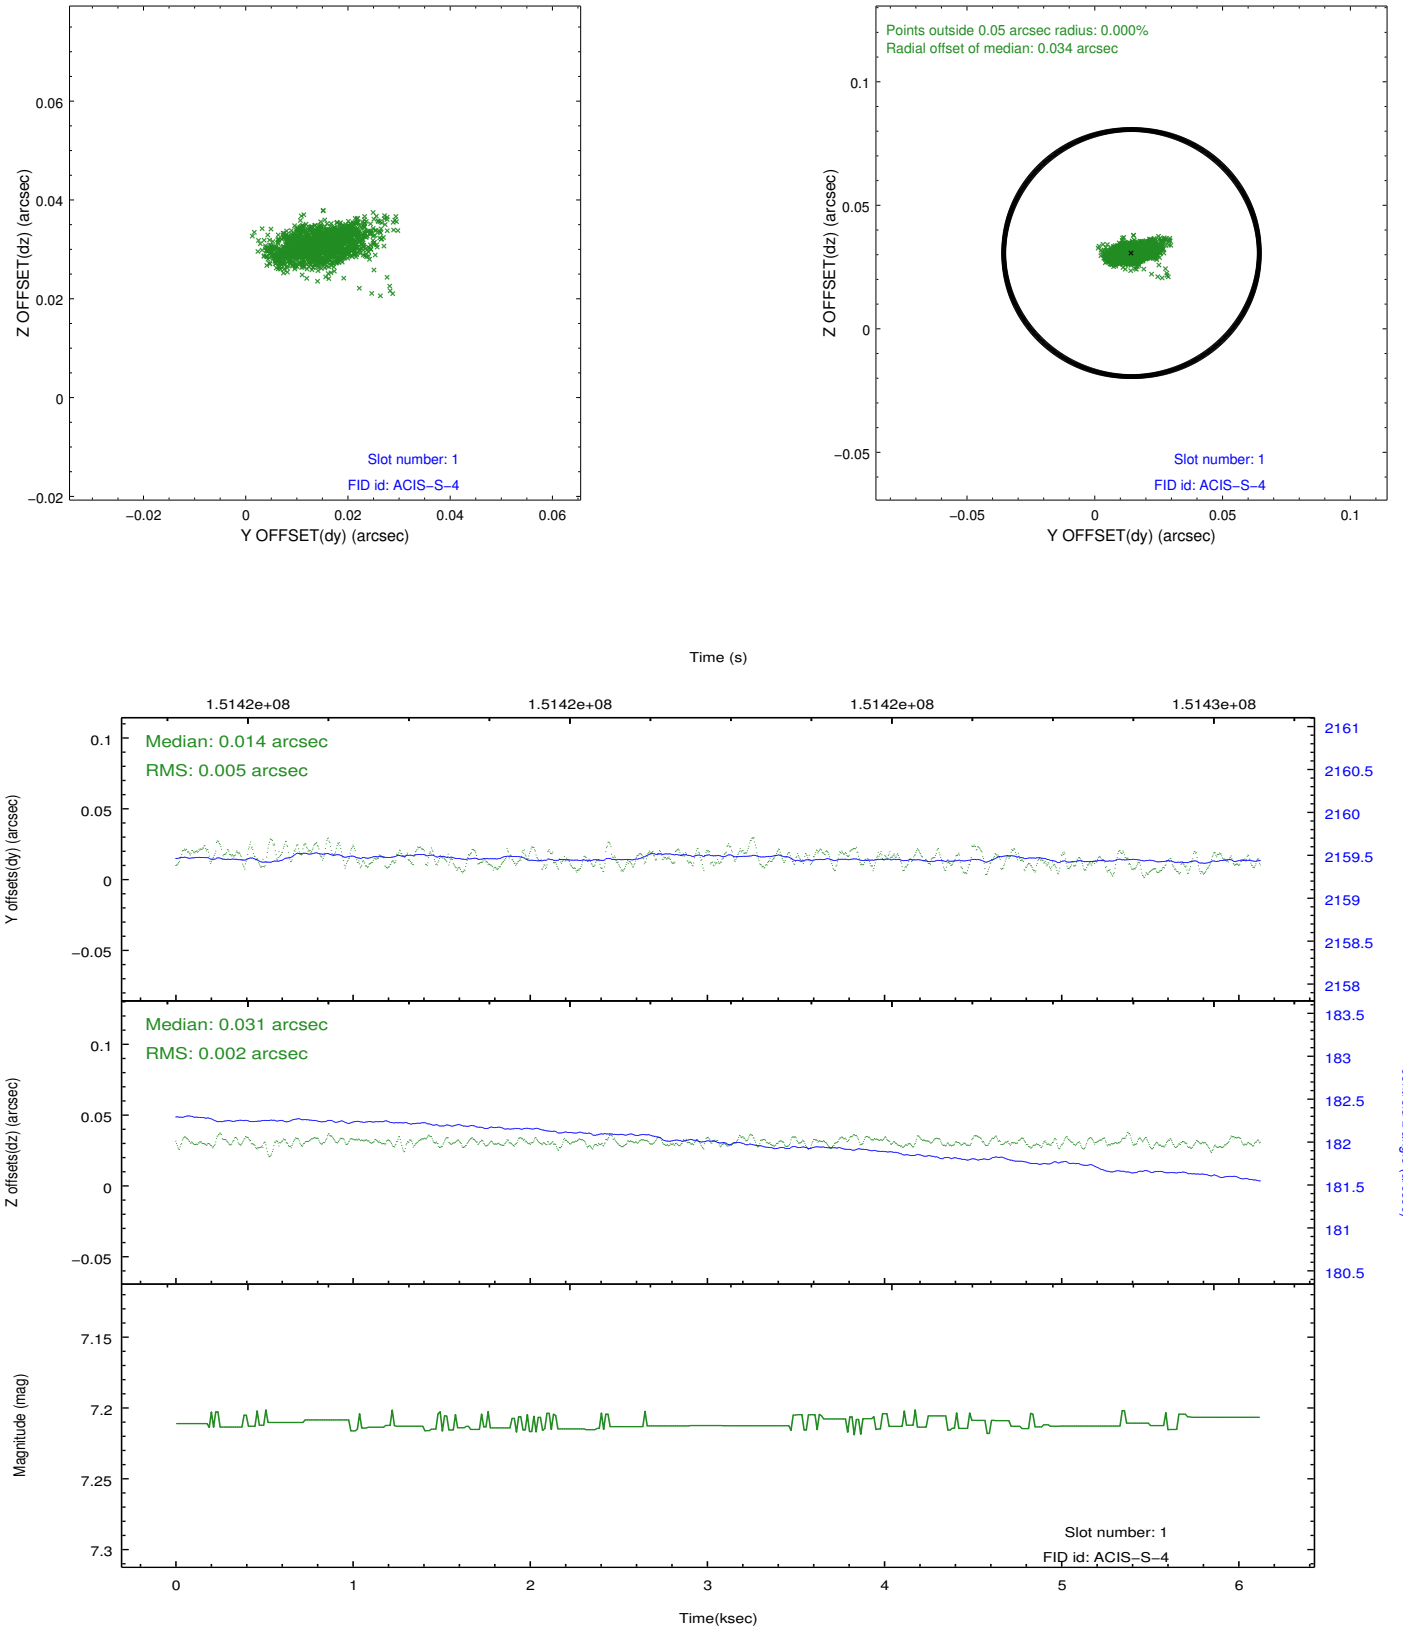 Points outside 0.05 arcsec radius: 0.000%
Radial offset of median: 0.034 arcsec
0.06
0.04
0.02
0
−0.02
Z OFFSET(dz) (arcsec)
Slot number: 1
FID id: ACIS−S−4
−0.02 0 0.02 0.04 0.06
Y OFFSET(dy) (arcsec)
0.1
0.05
0
−0.05
Z OFFSET(dz) (arcsec)
Slot number: 1
FID id: ACIS−S−4
−0.05 0 0.05 0.1
Y OFFSET(dy) (arcsec)
Time (s)
1.5142e+08 1.5142e+08 1.5142e+08 1.5143e+08
Median: 0.014 arcsec
RMS: 0.005 arcsec
0.1
0.05
0
−0.05
Y offsets(dy) (arcsec)
2161
2160.5
2160
2159.5
2159
2158.5
2158
Median: 0.031 arcsec
RMS: 0.002 arcsec
0.1
0.05
0
−0.05
Z offsets(dz) (arcsec)
183.5
183
182.5
182
181.5
181
180.5
7.15
7.2
7.25
7.3
Magnitude (mag)
Slot number: 1
FID id: ACIS−S−4
0 1 2 3 4 5 6
Time(ksec)